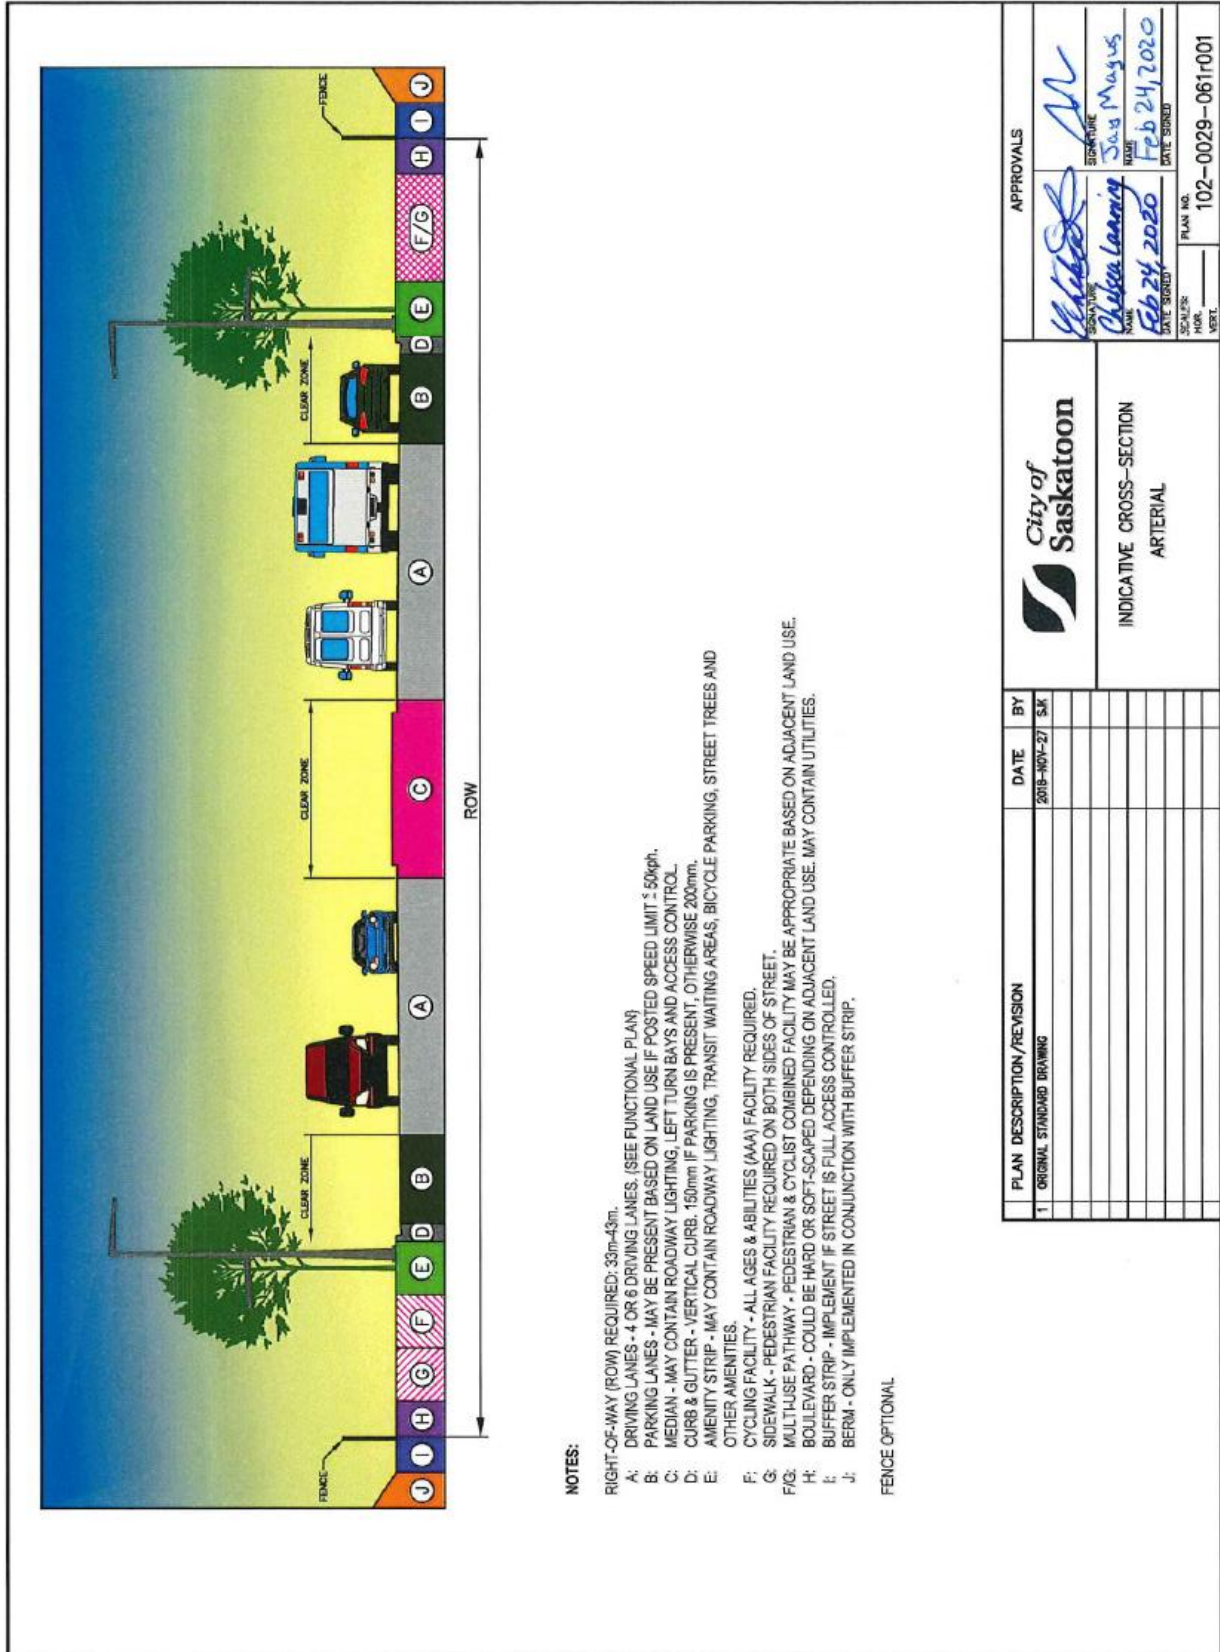 FENCE
CLEAR ZONE
CLEAR ZONE
CLEAR ZONE
FENCE
J I H G F E D B A C A B D E F/G H I J
ROW
NOTES:
RIGHT-OF-WAY (ROW) REQUIRED: 33m-43m.
A: DRIVING LANES - 4 OR 6 DRIVING LANES. (SEE FUNCTIONAL PLAN)
B: PARKING LANES - MAY BE PRESENT BASED ON LAND USE IF POSTED SPEED LIMIT ≤ 50kph.
C: MEDIAN - MAY CONTAIN ROADWAY LIGHTING, LEFT TURN BAYS AND ACCESS CONTROL.
D: CURB & GUTTER - VERTICAL CURB. 150mm IF PARKING IS PRESENT, OTHERWISE 200mm.
E: AMENITY STRIP - MAY CONTAIN ROADWAY LIGHTING, TRANSIT WAITING AREAS, BICYCLE PARKING, STREET TREES AND
OTHER AMENITIES.
F: CYCLING FACILITY - ALL AGES & ABILITIES (AAA) FACILITY REQUIRED.
G: SIDEWALK - PEDESTRIAN FACILITY REQUIRED ON BOTH SIDES OF STREET.
F/G: MULTI-USE PATHWAY - PEDESTRIAN & CYCLIST COMBINED FACILITY MAY BE APPROPRIATE BASED ON ADJACENT LAND USE.
H: BOULEVARD - COULD BE HARD OR SOFT-SCAPED DEPENDING ON ADJACENT LAND USE. MAY CONTAIN UTILITIES.
I: BUFFER STRIP - IMPLEMENT IF STREET IS FULL ACCESS CONTROLLED.
J: BERM - ONLY IMPLEMENTED IN CONJUNCTION WITH BUFFER STRIP.
FENCE OPTIONAL
PLAN DESCRIPTION/REVISION DATE BY
1 ORIGINAL STANDARD DRAWING 2018-NOV-27 SJK
City of
Saskatoon
INDICATIVE CROSS-SECTION
ARTERIAL
APPROVALS
SIGNATURE SIGNATURE
Chelsea Lanning Jay Magus
NAME NAME
Feb 24, 2020 Feb 24, 2020
DATE SIGNED DATE SIGNED
SCALES:
HOR.
VERT.
PLAN NO.
102-0029-061r001